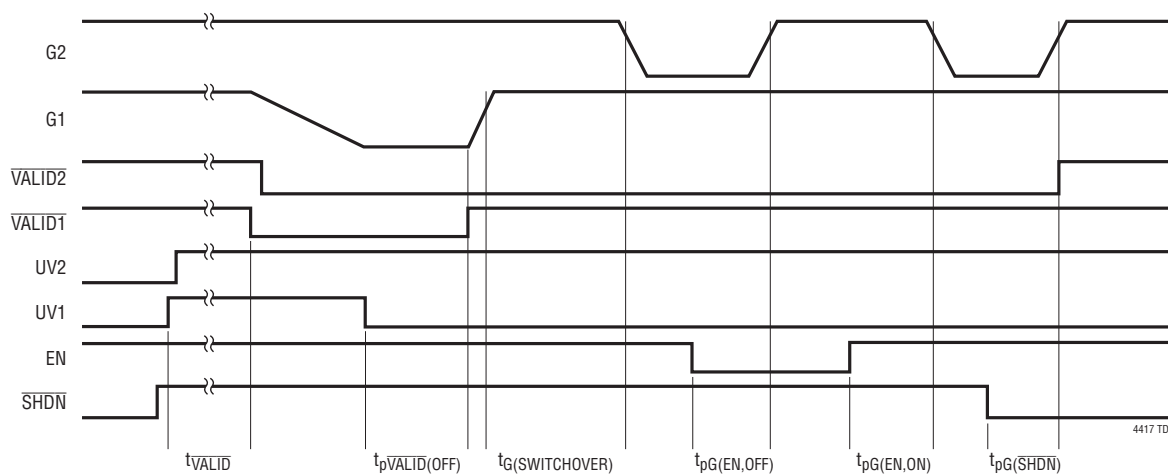 G2
G1
VALID2
VALID1
UV2
UV1
EN
SHDN
4417 TD
tVALID
tpVALID(OFF)
tG(SWITCHOVER)
tpG(EN,OFF)
tpG(EN,ON)
tpG(SHDN)